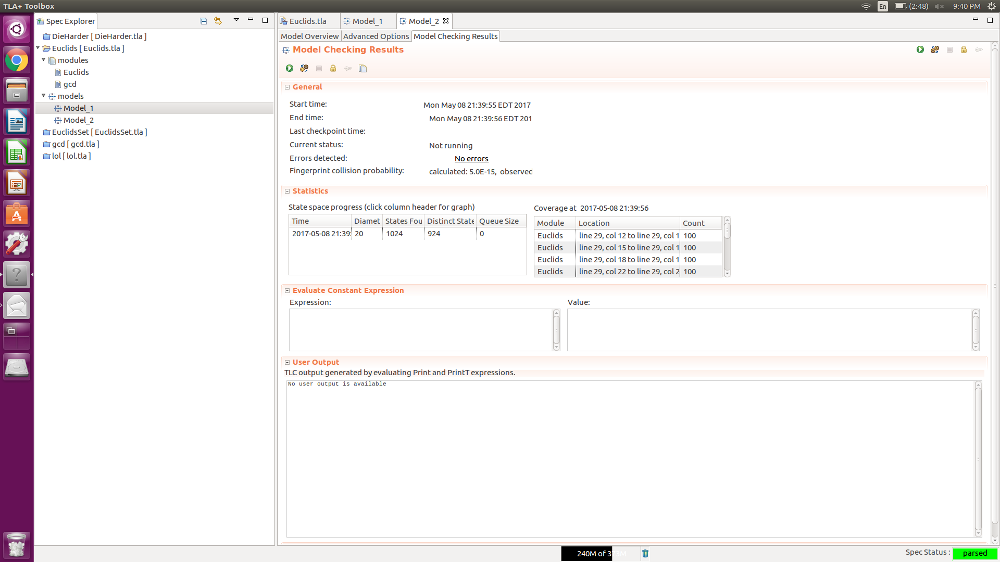 TLA+ Toolbox
En
(2:48)
9:40 PM
Spec Explorer
DieHarder [ DieHarder.tla ]
Euclids [ Euclids.tla ]
modules
Euclids
gcd
models
Model_1
Model_2
EuclidsSet [ EuclidsSet.tla ]
gcd [ gcd.tla ]
lol [ lol.tla ]
Euclids.tla
Model_1
Model_2
Model Overview
Advanced Options
Model Checking Results
Model Checking Results
General
Start time: Mon May 08 21:39:55 EDT 2017
End time: Mon May 08 21:39:56 EDT 201
Last checkpoint time:
Current status: Not running
Errors detected: No errors
Fingerprint collision probability: calculated: 5.0E-15, observed
Statistics
State space progress (click column header for graph)
Time Diamet States Fou Distinct State Queue Size
2017-05-08 21:39: 20 1024 924 0
Coverage at 2017-05-08 21:39:56
Module Location Count
Euclids line 29, col 12 to line 29, col 1 100
Euclids line 29, col 15 to line 29, col 1 100
Euclids line 29, col 18 to line 29, col 1 100
Euclids line 29, col 22 to line 29, col 2 100
Evaluate Constant Expression
Expression:
Value:
User Output
TLC output generated by evaluating Print and PrintT expressions.
No user output is available
240M of 373M
Spec Status : parsed